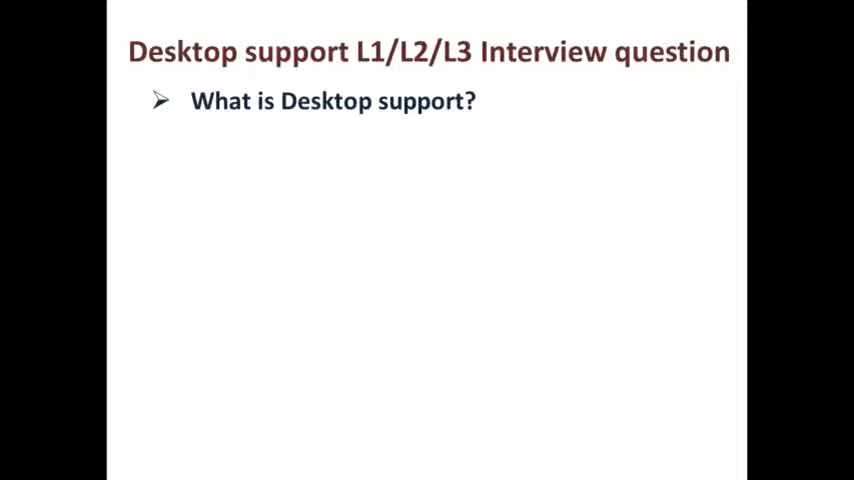 Desktop support L1/L2/L3 Interview question
What is Desktop support?